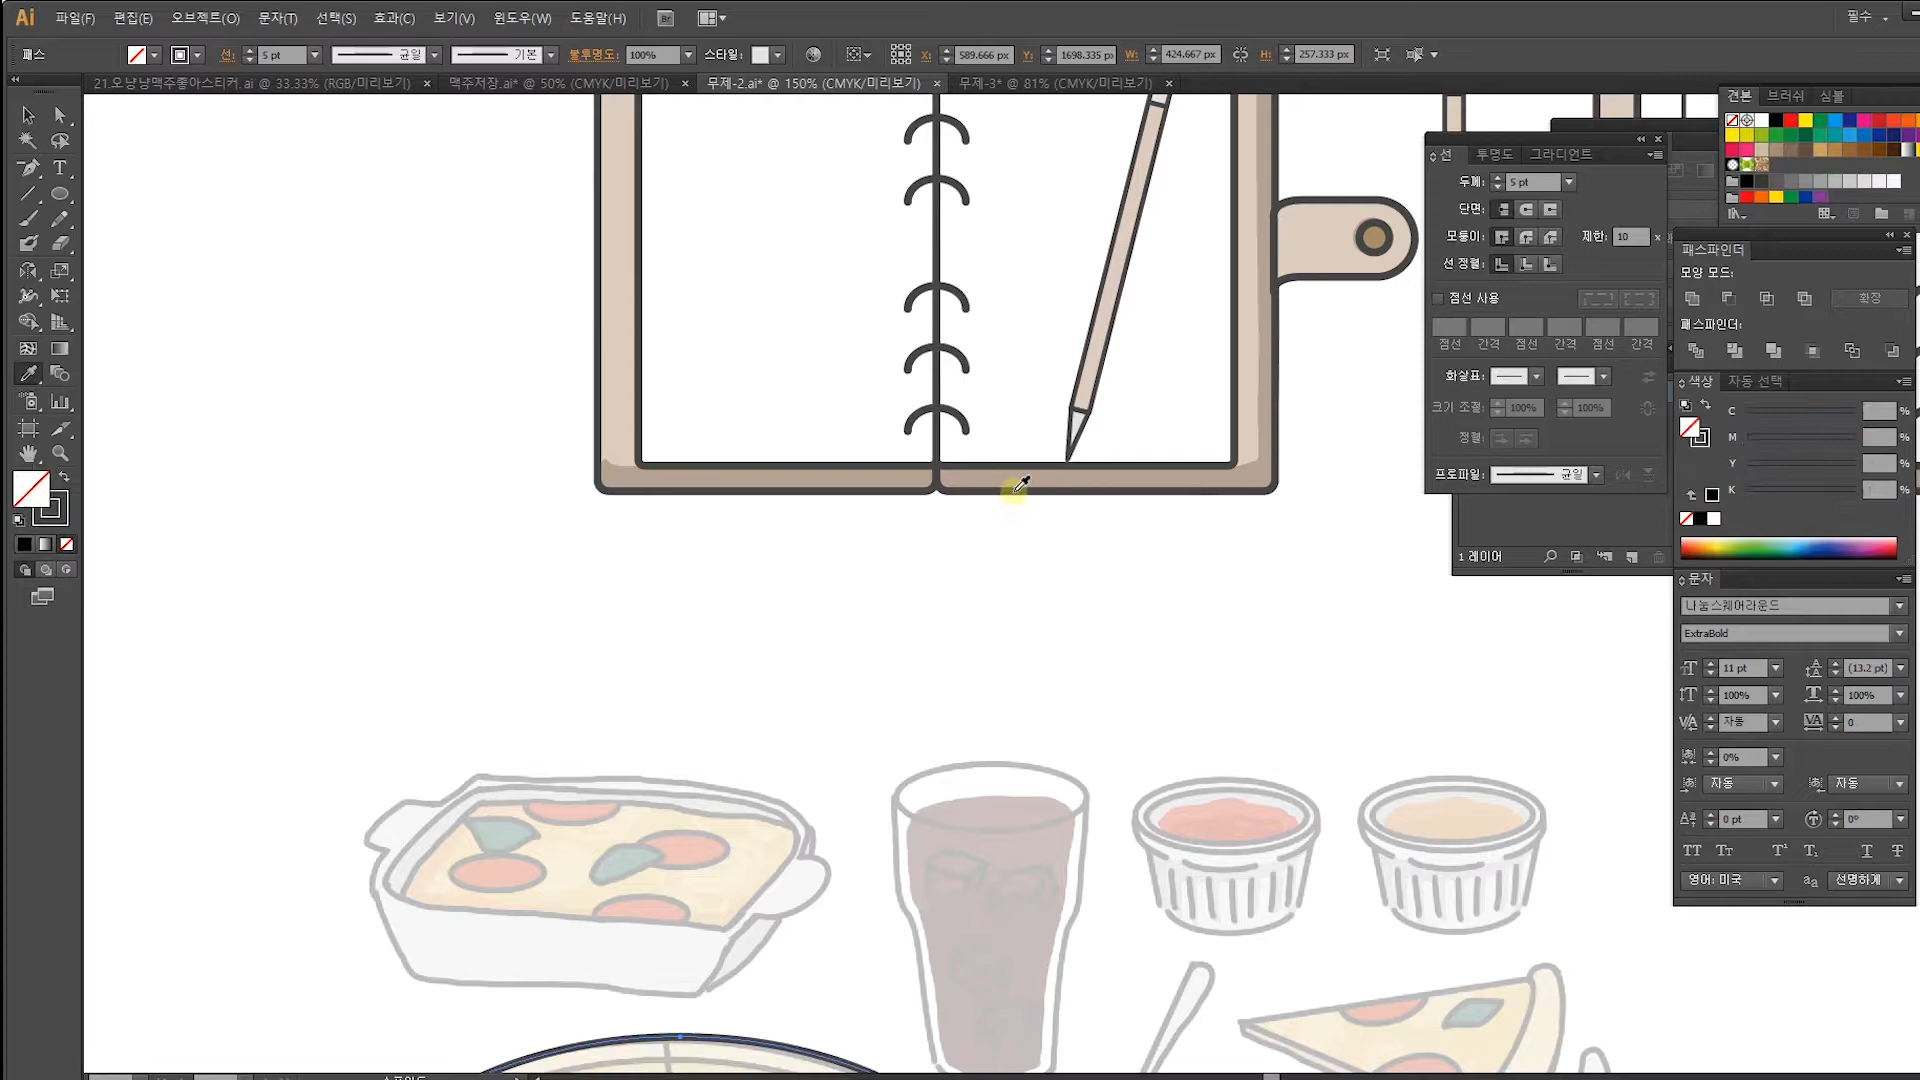 Ai 파일(F) 편집(E) 오브젝트(O) 문자(T) 선택(S) 효과(C) 보기(V) 윈도우(W) 도움말(H) Br 필수
패스 선: 5 pt 균일 기본 불투명도: 100% 스타일: X: 589.666 px Y: 1698.335 px W: 424.667 px H: 257.333 px
21.오냥냥맥주좋아스티커.ai @ 33.33% (RGB/미리보기) × 맥주저장.ai* @ 50% (CMYK/미리보기) × 무제-2.ai* @ 150% (CMYK/미리보기) × 무제-3* @ 81% (CMYK/미리보기) ×
견본 브러쉬 심볼
선 투명도 그라디언트
두께: 5 pt
단면:
모퉁이: 제한: 10 x
선 정렬:
점선 사용
점선 간격 점선 간격 점선 간격
화살표:
크기 조절: 100% 100%
정렬:
프로파일: 균일
1 레이어
패스파인더
모양 모드:
확장
패스파인더:
색상 자동 선택
C %
M %
Y %
K %
문자
나눔스퀘어라운드
ExtraBold
11 pt (13.2 pt)
100% 100%
자동 0
0%
자동 자동
0 pt 0°
TT Tт T¹ T₁ T Ŧ
영어: 미국 aa 선명하게